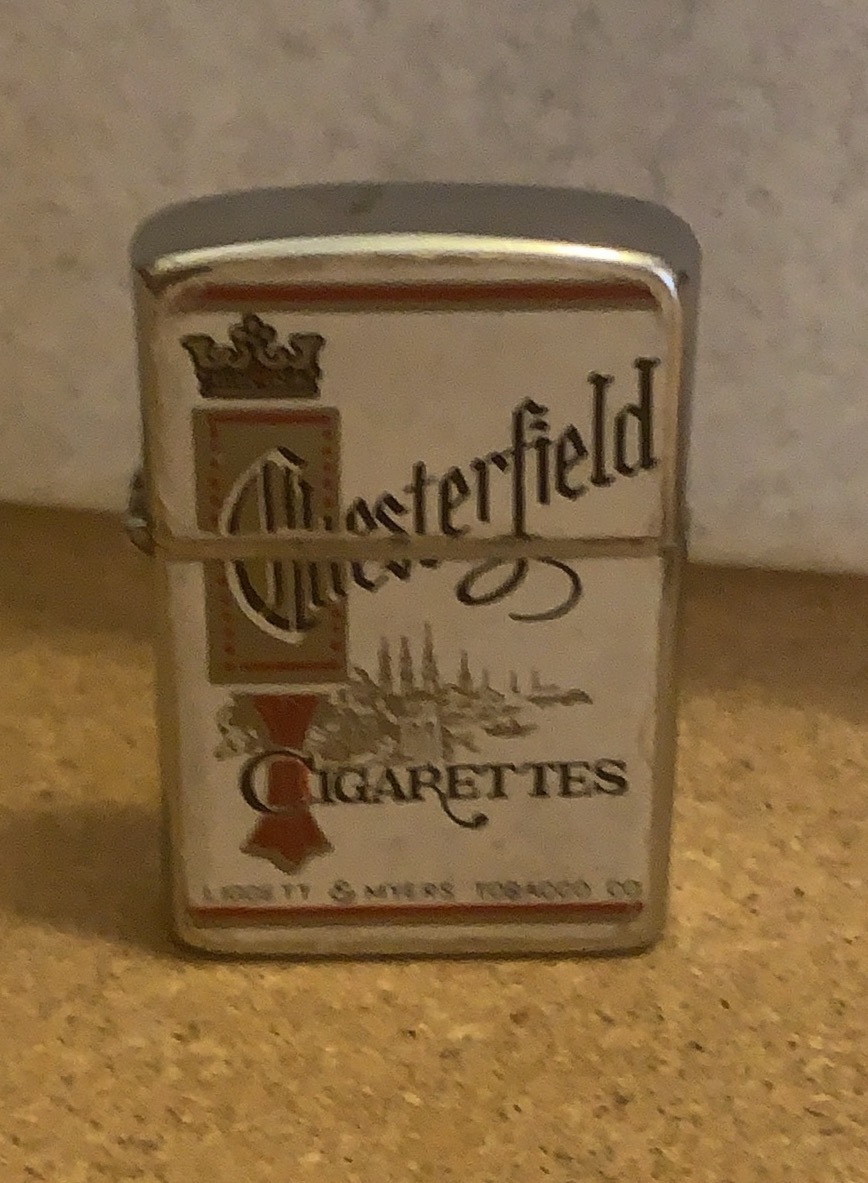 Chesterfield
CIGARETTES
LIGGETT & MYERS TOBACCO CO